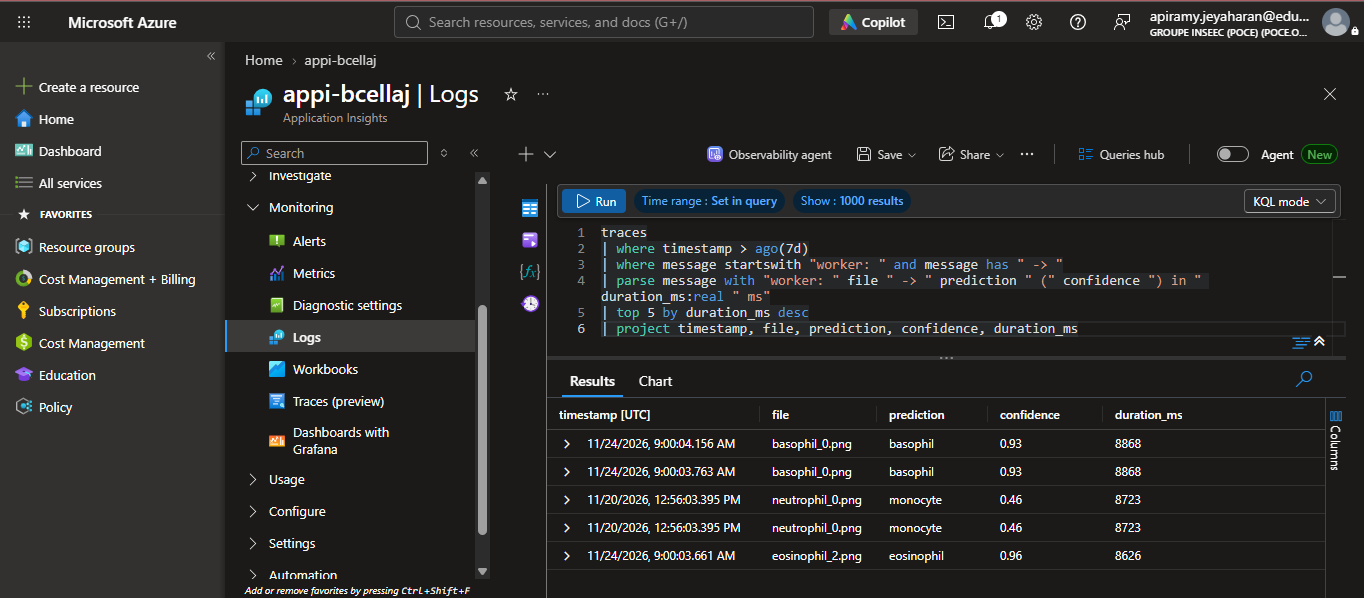 Microsoft Azure
Search resources, services, and docs (G+/)
Copilot
1
apiramy.jeyaharan@edu...
GROUPE INSEEC (POCE) (POCE.O...
Create a resource
Home
Dashboard
All services
FAVORITES
Resource groups
Cost Management + Billing
Subscriptions
Cost Management
Education
Policy
Home > appi-bcellaj
appi-bcellaj | Logs
Application Insights
Search
Investigate
Monitoring
Alerts
Metrics
Diagnostic settings
Logs
Workbooks
Traces (preview)
Dashboards with
Grafana
Usage
Configure
Settings
Automation
Add or remove favorites by pressing Ctrl+Shift+F
Observability agent
Save
Share
Queries hub
Agent
New
Run
Time range : Set in query
Show : 1000 results
KQL mode
1 traces
2 | where timestamp > ago(7d)
3 | where message startswith "worker: " and message has " -> "
4 | parse message with "worker: " file " -> " prediction " (" confidence ") in "
duration_ms:real " ms"
5 | top 5 by duration_ms desc
6 | project timestamp, file, prediction, confidence, duration_ms
Results Chart
timestamp [UTC] file prediction confidence duration_ms
11/24/2026, 9:00:04.156 AM basophil_0.png basophil 0.93 8868
11/24/2026, 9:00:03.763 AM basophil_0.png basophil 0.93 8868
11/20/2026, 12:56:03.395 PM neutrophil_0.png monocyte 0.46 8723
11/20/2026, 12:56:03.395 PM neutrophil_0.png monocyte 0.46 8723
11/24/2026, 9:00:03.661 AM eosinophil_2.png eosinophil 0.96 8626
Columns